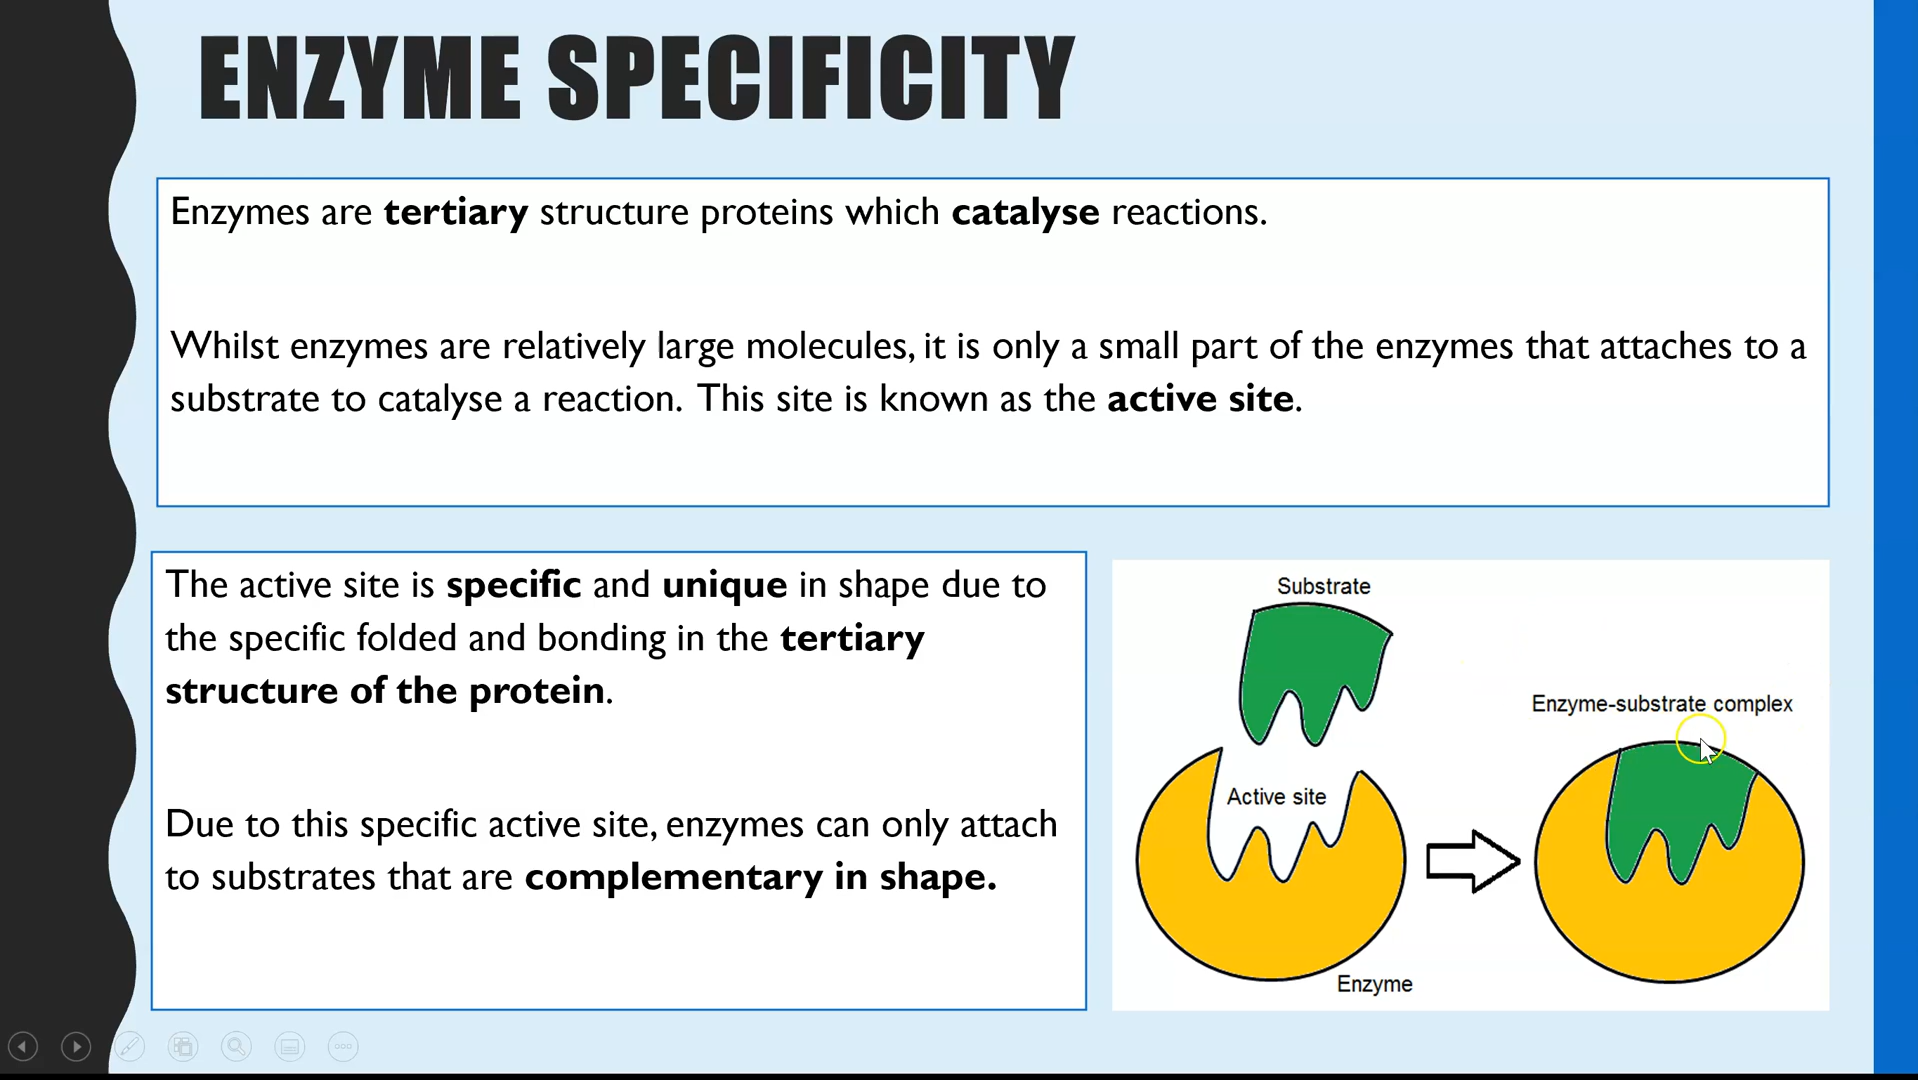 ENZYME SPECIFICITY
Enzymes are tertiary structure proteins which catalyse reactions.
Whilst enzymes are relatively large molecules, it is only a small part of the enzymes that attaches to a
substrate to catalyse a reaction. This site is known as the active site.
The active site is specific and unique in shape due to
the specific folded and bonding in the tertiary
structure of the protein.
Due to this specific active site, enzymes can only attach
to substrates that are complementary in shape.
Substrate
Enzyme-substrate complex
Active site
Enzyme